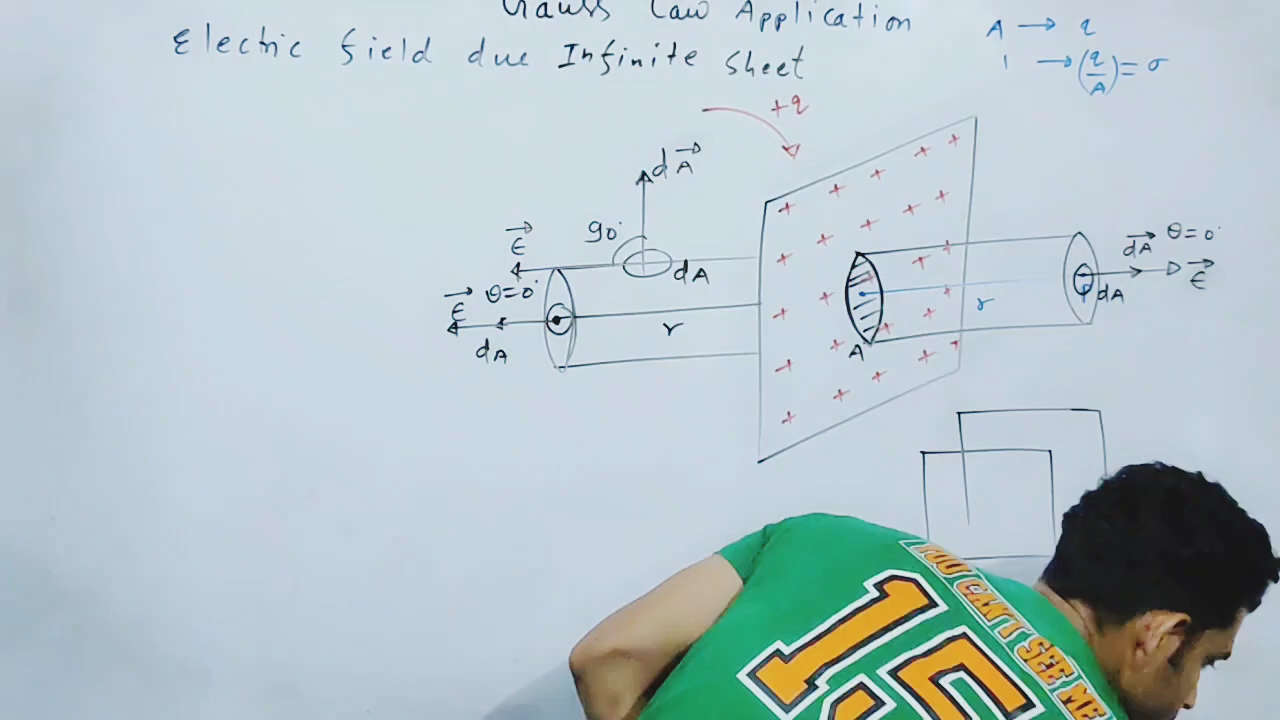 Gauss Law Application
Electric field due Infinite Sheet
A → q
1 → (q/A) = σ
+q
dA
90°
E
dA
E θ=0°
dA
r
A
r
dA θ=0°
E
dA
YOU CAN'T SEE ME
15